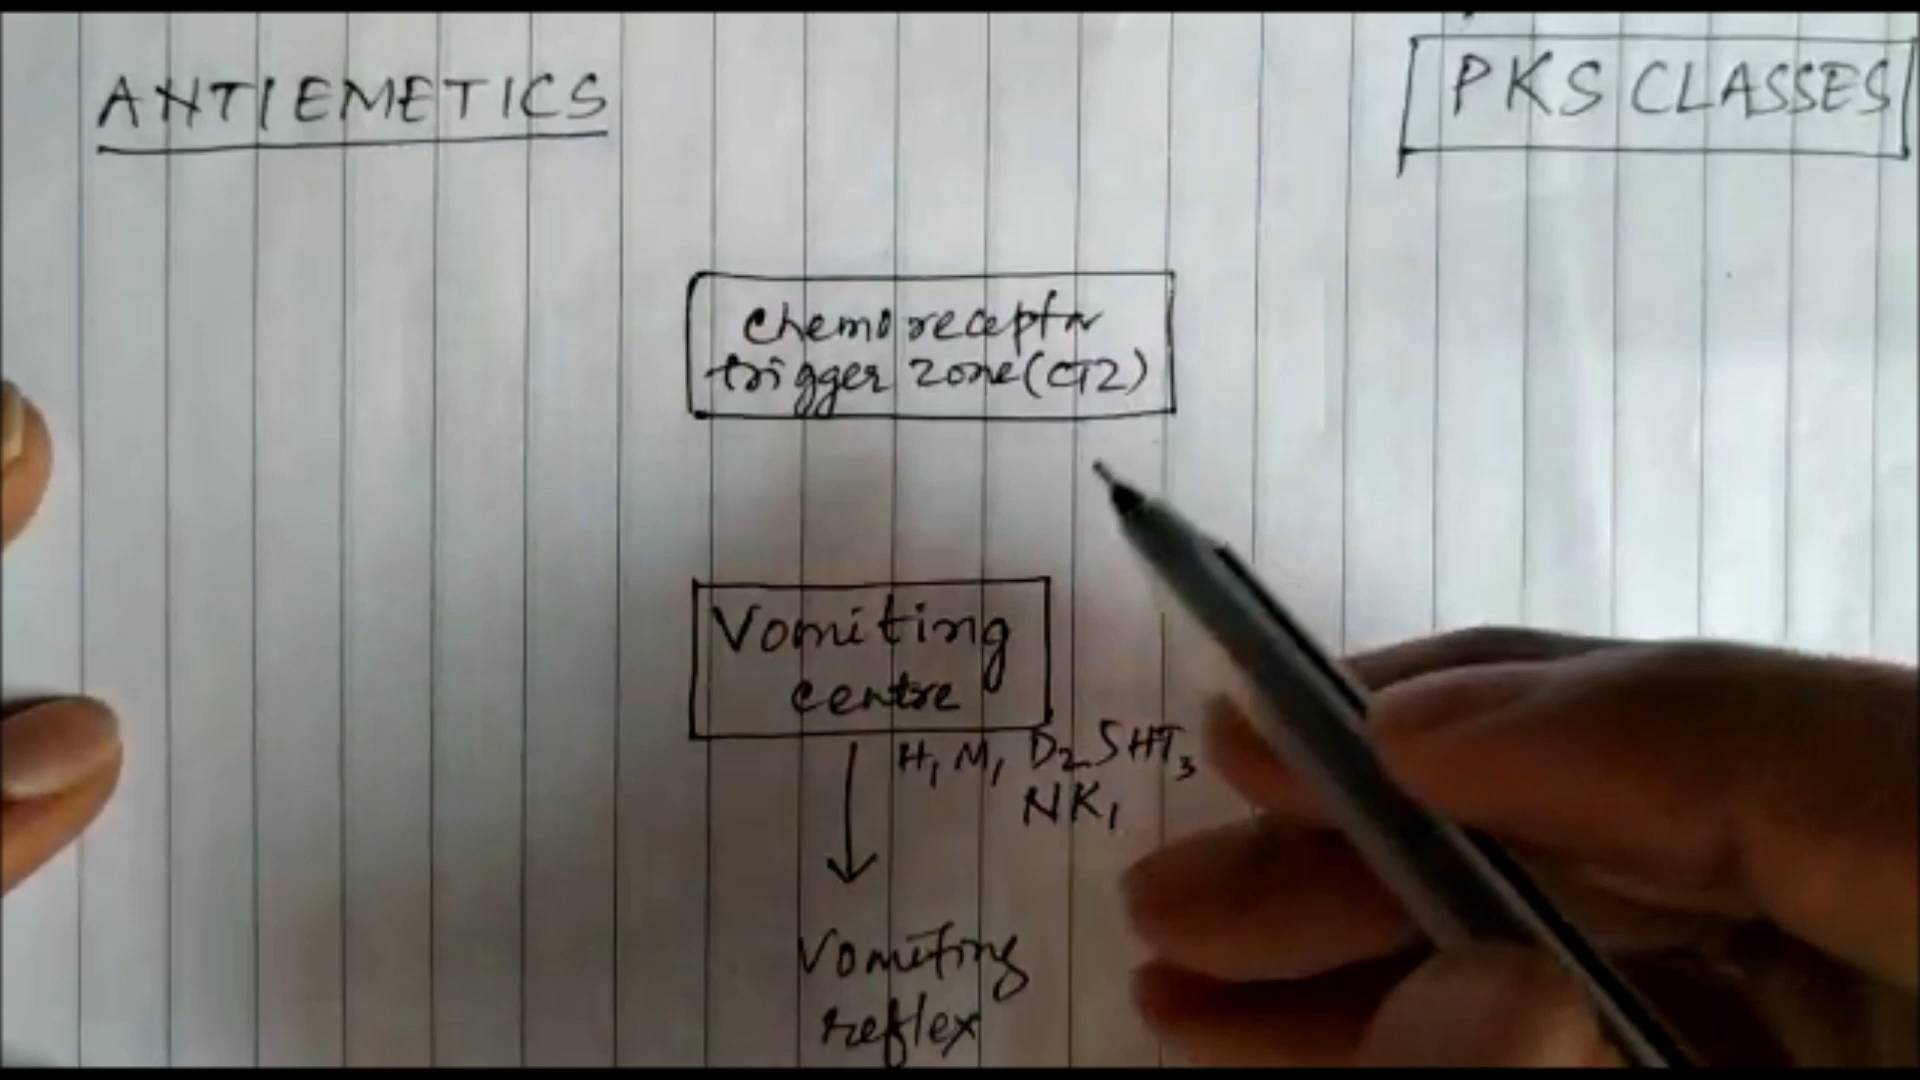 ANTIEMETICS
PKS CLASSES
Chemoreceptor
trigger zone (CTZ)
Vomiting
centre
H1 M1 D2 5HT3
NK1
Vomiting
reflex